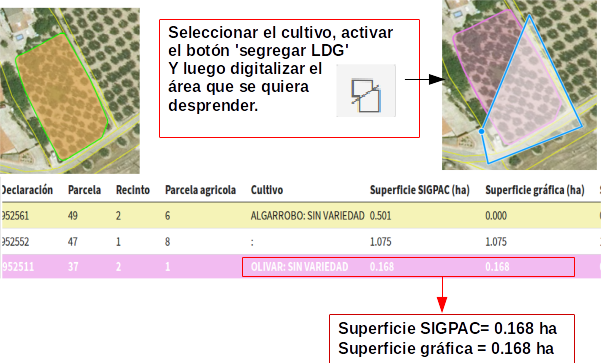 Seleccionar el cultivo, activar
el botón 'segregar LDG'
Y luego digitalizar el
área que se quiera
desprender.
Declaración Parcela Recinto Parcela agricola Cultivo Superficie SIGPAC (ha) Superficie gráfica (ha)
952561 49 2 6 ALGARROBO: SIN VARIEDAD 0.501 0.000
952552 47 1 8 : 1.075 1.075
952511 37 2 1 OLIVAR: SIN VARIEDAD 0.168 0.168
Superficie SIGPAC= 0.168 ha
Superficie gráfica = 0.168 ha